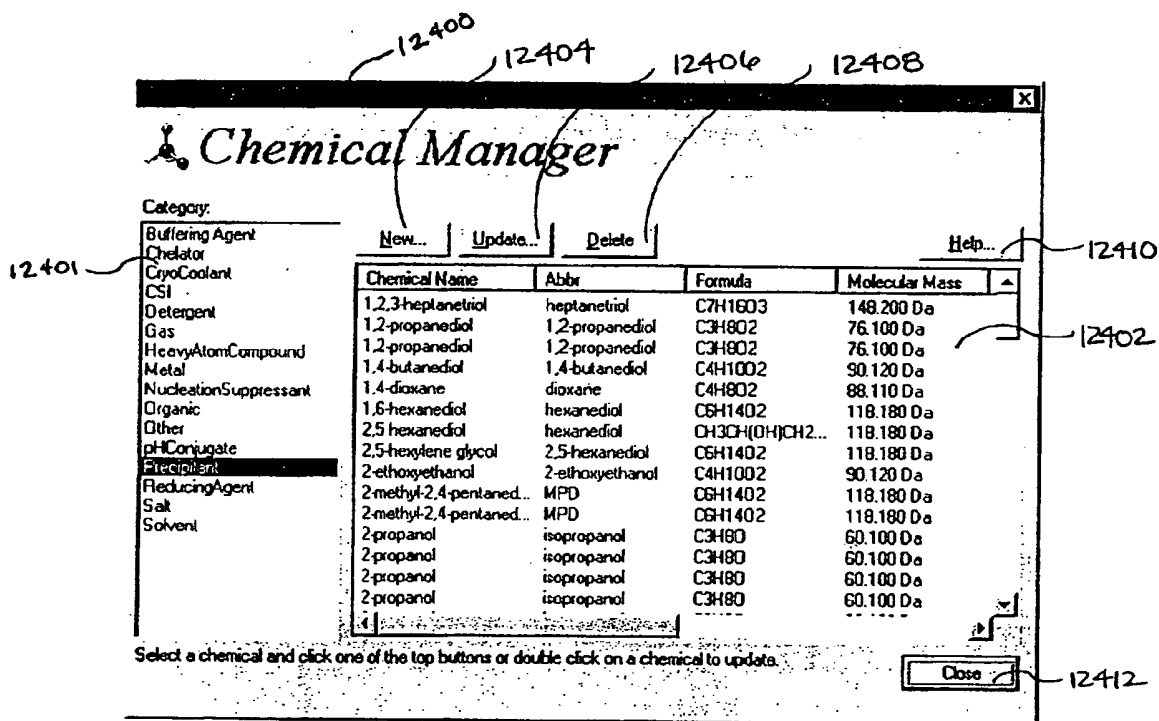 12400
12404
12406
12408
Chemical Manager
Category:
Buffering Agent
Chelator
CryoCoolant
CSI
Detergent
Gas
HeavyAtomCompound
Metal
NucleationSuppressant
Organic
Other
pHConjugate
Precipitant
ReducingAgent
Salt
Solvent
12401
New... Update... Delete Help...
12410
Chemical Name Abbr Formula Molecular Mass
1,2,3-heptanetriol heptanetriol C7H16O3 148.200 Da
1,2-propanediol 1,2-propanediol C3H8O2 76.100 Da
1,2-propanediol 1,2-propanediol C3H8O2 76.100 Da
1,4-butanediol 1,4-butanediol C4H10O2 90.120 Da
1,4-dioxane dioxane C4H8O2 88.110 Da
1,6-hexanediol hexanediol C6H14O2 118.180 Da
2,5 hexanediol hexanediol CH3CH(OH)CH2... 118.180 Da
2,5-hexylene glycol 2,5-hexanediol C6H14O2 118.180 Da
2-ethoxyethanol 2-ethoxyethanol C4H10O2 90.120 Da
2-methyl-2,4-pentaned... MPD C6H14O2 118.180 Da
2-methyl-2,4-pentaned... MPD C6H14O2 118.180 Da
2-propanol isopropanol C3H8O 60.100 Da
2-propanol isopropanol C3H8O 60.100 Da
2-propanol isopropanol C3H8O 60.100 Da
2-propanol isopropanol C3H8O 60.100 Da
12402
Select a chemical and click one of the top buttons or double click on a chemical to update.
Close
12412